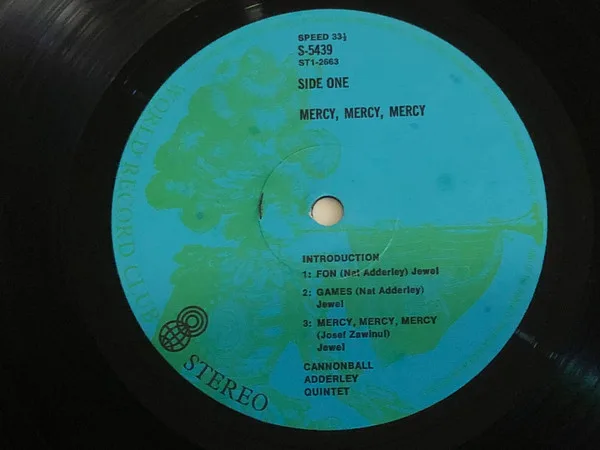 SPEED 33⅓
S-5439
ST1-2663
SIDE ONE
MERCY, MERCY, MERCY
WORLD RECORD CLUB
INTRODUCTION
1: FON (Nat Adderley) Jewel
2: GAMES (Nat Adderley)
Jewel
3: MERCY, MERCY, MERCY
(Josef Zawinul)
Jewel
CANNONBALL
ADDERLEY
QUINTET
STEREO